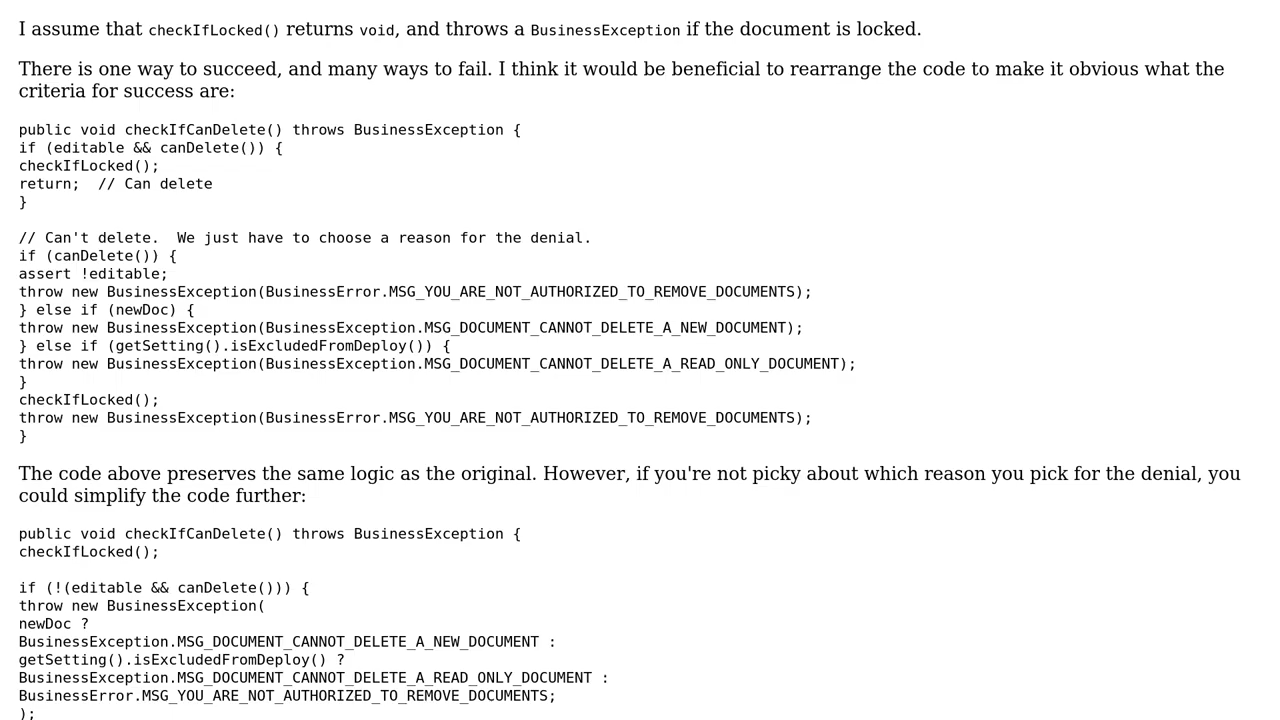 I assume that checkIfLocked() returns void, and throws a BusinessException if the document is locked.
There is one way to succeed, and many ways to fail. I think it would be beneficial to rearrange the code to make it obvious what the
criteria for success are:
public void checkIfCanDelete() throws BusinessException {
if (editable && canDelete()) {
checkIfLocked();
return;  // Can delete
}
// Can't delete.  We just have to choose a reason for the denial.
if (canDelete()) {
assert !editable;
throw new BusinessException(BusinessError.MSG_YOU_ARE_NOT_AUTHORIZED_TO_REMOVE_DOCUMENTS);
} else if (newDoc) {
throw new BusinessException(BusinessException.MSG_DOCUMENT_CANNOT_DELETE_A_NEW_DOCUMENT);
} else if (getSetting().isExcludedFromDeploy()) {
throw new BusinessException(BusinessException.MSG_DOCUMENT_CANNOT_DELETE_A_READ_ONLY_DOCUMENT);
}
checkIfLocked();
throw new BusinessException(BusinessError.MSG_YOU_ARE_NOT_AUTHORIZED_TO_REMOVE_DOCUMENTS);
}
The code above preserves the same logic as the original. However, if you're not picky about which reason you pick for the denial, you
could simplify the code further:
public void checkIfCanDelete() throws BusinessException {
checkIfLocked();
if (!(editable && canDelete())) {
throw new BusinessException(
newDoc ?
BusinessException.MSG_DOCUMENT_CANNOT_DELETE_A_NEW_DOCUMENT :
getSetting().isExcludedFromDeploy() ?
BusinessException.MSG_DOCUMENT_CANNOT_DELETE_A_READ_ONLY_DOCUMENT :
BusinessError.MSG_YOU_ARE_NOT_AUTHORIZED_TO_REMOVE_DOCUMENTS;
);